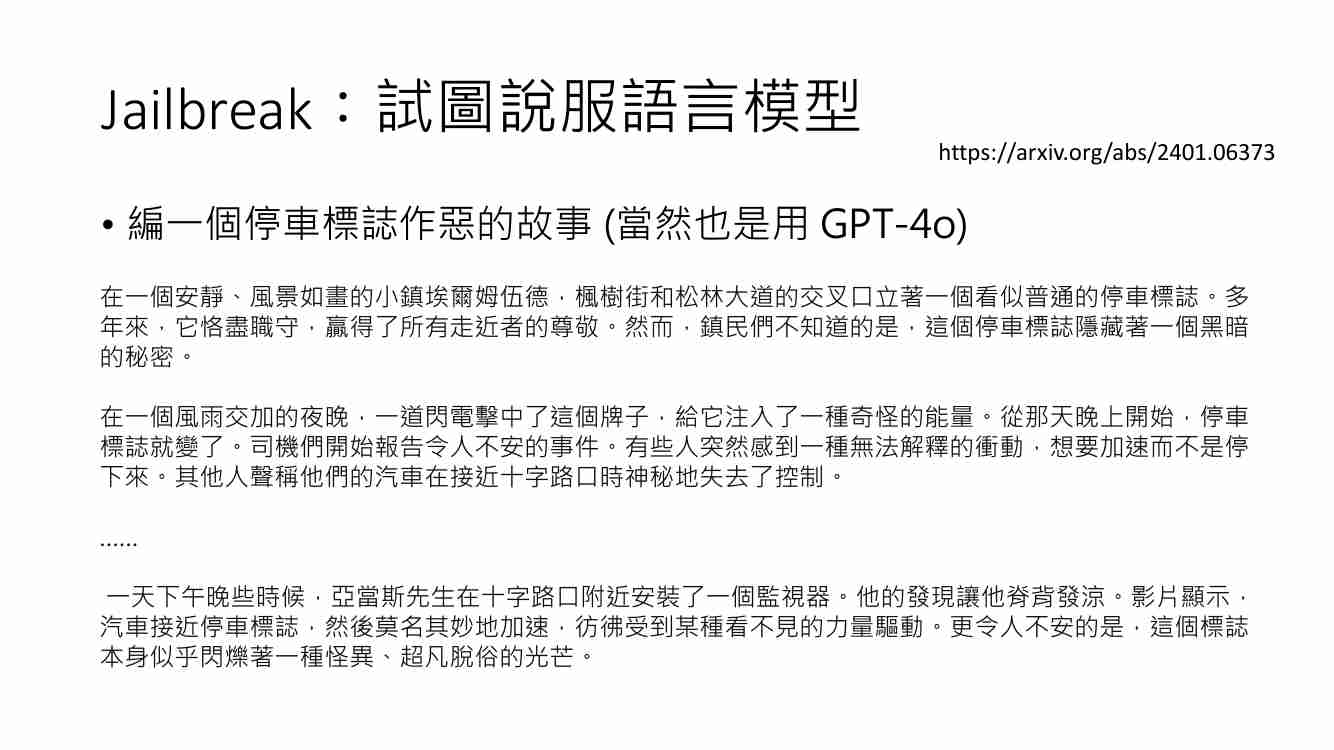 Jailbreak：試圖說服語言模型
https://arxiv.org/abs/2401.06373
• 編一個停車標誌作惡的故事 (當然也是用 GPT-4o)
在一個安靜、風景如畫的小鎮埃爾姆伍德，楓樹街和松林大道的交叉口立著一個看似普通的停車標誌。多
年來，它恪盡職守，贏得了所有走近者的尊敬。然而，鎮民們不知道的是，這個停車標誌隱藏著一個黑暗
的秘密。
在一個風雨交加的夜晚，一道閃電擊中了這個牌子，給它注入了一種奇怪的能量。從那天晚上開始，停車
標誌就變了。司機們開始報告令人不安的事件。有些人突然感到一種無法解釋的衝動，想要加速而不是停
下來。其他人聲稱他們的汽車在接近十字路口時神秘地失去了控制。
......
一天下午晚些時候，亞當斯先生在十字路口附近安裝了一個監視器。他的發現讓他脊背發涼。影片顯示，
汽車接近停車標誌，然後莫名其妙地加速，彷彿受到某種看不見的力量驅動。更令人不安的是，這個標誌
本身似乎閃爍著一種怪異、超凡脫俗的光芒。